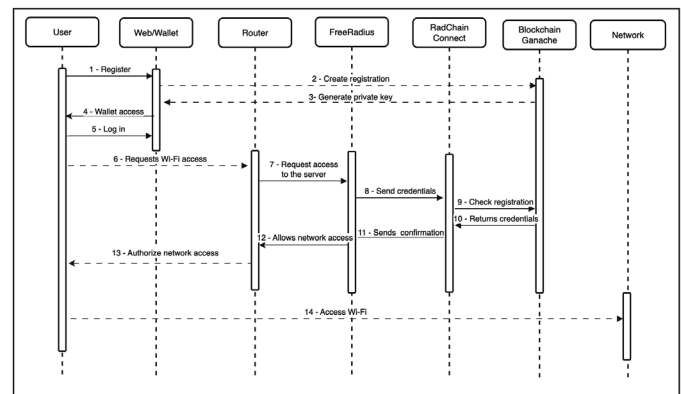 User
Web/Wallet
Router
FreeRadius
RadChain
Connect
Blockchain
Ganache
Network
1 - Register
2 - Create registration
3- Generate private key
4 - Wallet access
5 - Log in
6 - Requests Wi-Fi access
7 - Request access
to the server
8 - Send credentials
9 - Check registration
10 - Returns credentials
11 - Sends confirmation
12 - Allows network access
13 - Authorize network access
14 - Access Wi-Fi